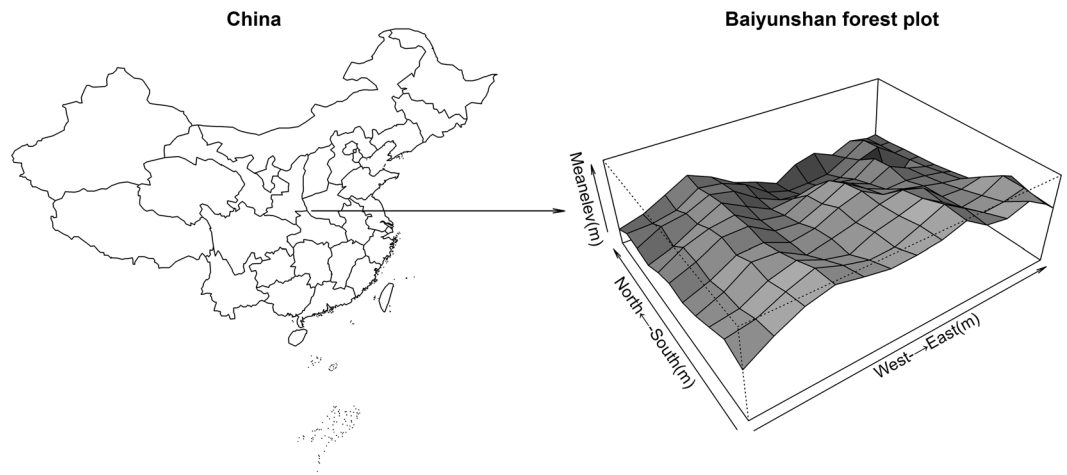 China
Baiyunshan forest plot
Meanelev(m)
North←--South(m)
West--→East(m)